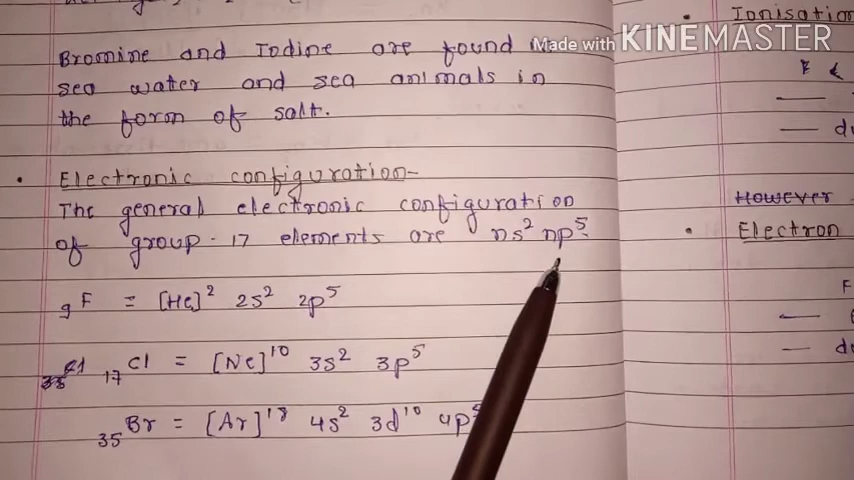 Bromine and Iodine are found
sea water and sea animals in
the form of salt.
• Electronic configuration-
The general electronic configuration
of group-17 elements are ns² np⁵.
₉F = [He]² 2s² 2p⁵
₁₇Cl = [Ne]¹⁰ 3s² 3p⁵
₃₅Br = [Ar]¹⁸ 4s² 3d¹⁰ 4p⁵
Made with KINEMASTER
• Ionisation
F <
—
— d
However
• Electron
F
—
— d